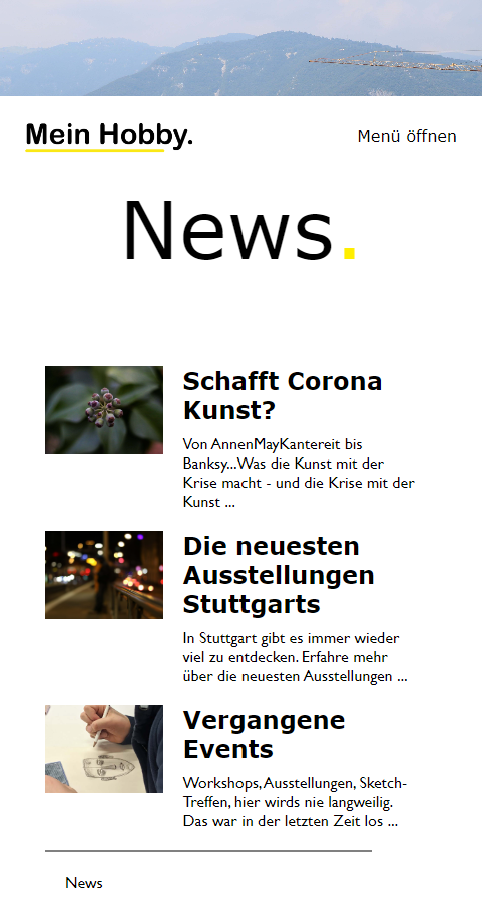 Mein Hobby.
Menü öffnen
News.
Schafft Corona
Kunst?
Von AnnenMayKantereit bis
Banksy...Was die Kunst mit der
Krise macht - und die Krise mit der
Kunst ...
Die neuesten
Ausstellungen
Stuttgarts
In Stuttgart gibt es immer wieder
viel zu entdecken. Erfahre mehr
über die neuesten Ausstellungen ...
Vergangene
Events
Workshops, Ausstellungen, Sketch-
Treffen, hier wirds nie langweilig.
Das war in der letzten Zeit los ...
News